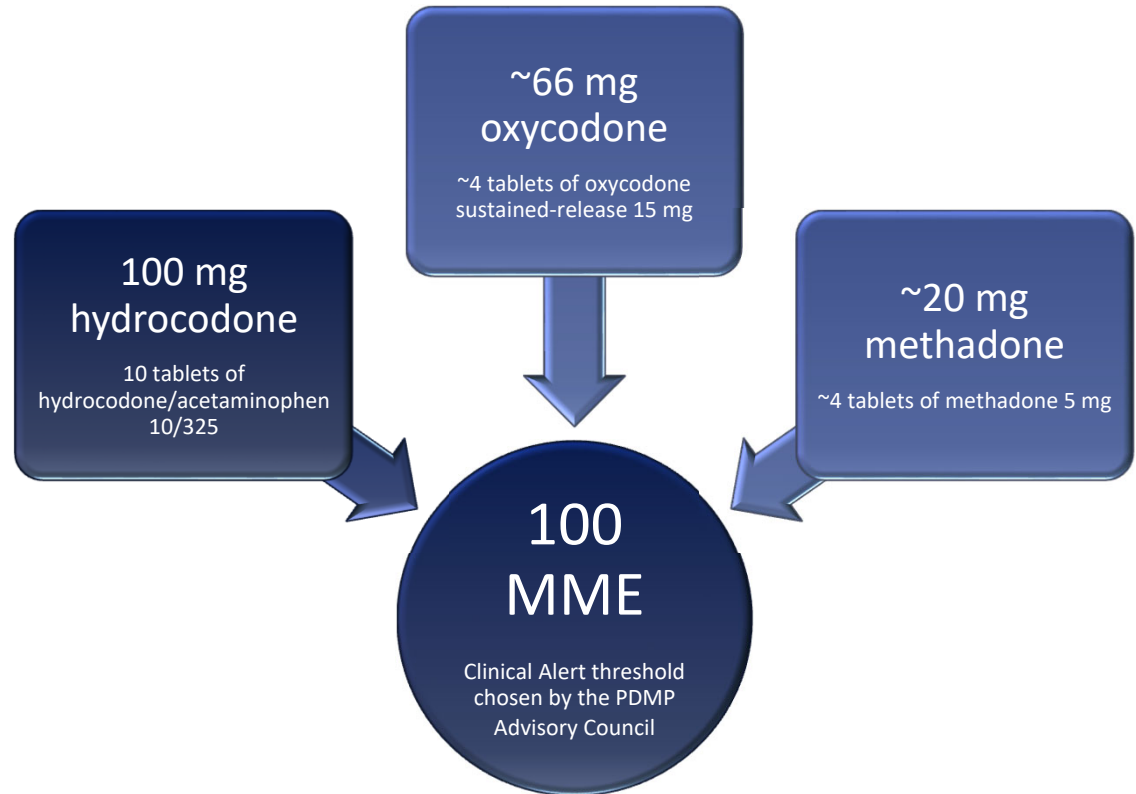 ~66 mg
oxycodone
~4 tablets of oxycodone
sustained-release 15 mg
100 mg
hydrocodone
10 tablets of
hydrocodone/acetaminophen
10/325
~20 mg
methadone
~4 tablets of methadone 5 mg
100
MME
Clinical Alert threshold
chosen by the PDMP
Advisory Council